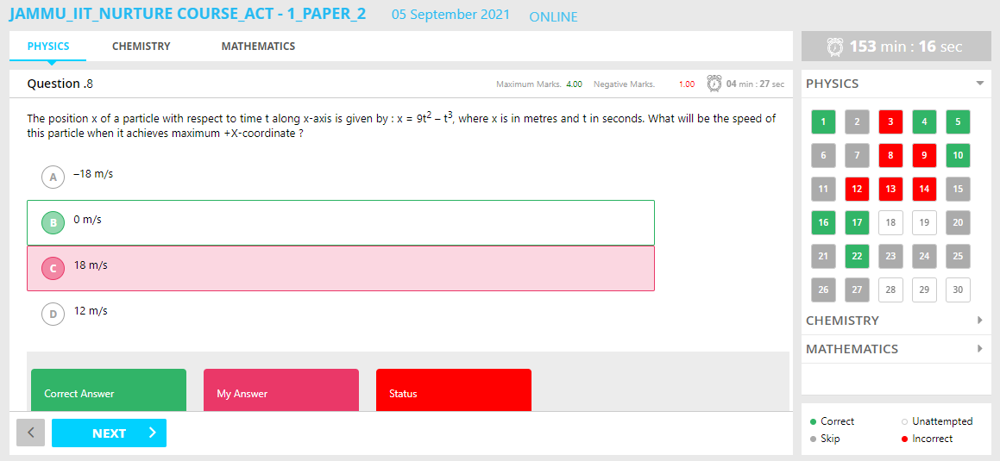 JAMMU_IIT_NURTURE COURSE_ACT - 1_PAPER_2 05 September 2021 ONLINE
PHYSICS CHEMISTRY MATHEMATICS
153 min : 16 sec
Question .8 Maximum Marks. 4.00 Negative Marks. 1.00 04 min : 27 sec
The position x of a particle with respect to time t along x-axis is given by : x = 9t² – t³, where x is in metres and t in seconds. What will be the speed of
this particle when it achieves maximum +X-coordinate ?
A –18 m/s
B 0 m/s
C 18 m/s
D 12 m/s
Correct Answer My Answer Status
NEXT
PHYSICS
1 2 3 4 5
6 7 8 9 10
11 12 13 14 15
16 17 18 19 20
21 22 23 24 25
26 27 28 29 30
CHEMISTRY
MATHEMATICS
Correct Unattempted
Skip Incorrect